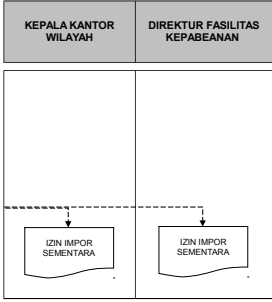 KEPALA KANTOR
WILAYAH
DIREKTUR FASILITAS
KEPABEANAN
IZIN IMPOR
SEMENTARA
IZIN IMPOR
SEMENTARA